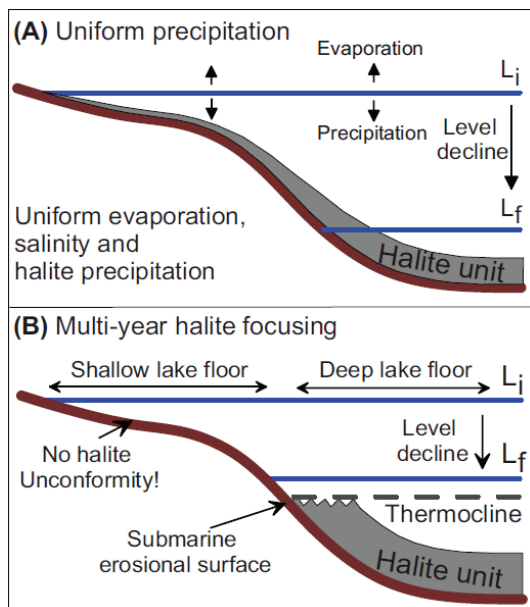 (A) Uniform precipitation
Evaporation
Li
Precipitation
Level
decline
Lf
Uniform evaporation,
salinity and
halite precipitation
Halite unit
(B) Multi-year halite focusing
Shallow lake floor
Deep lake floor
Li
No halite
Unconformity!
Level
decline
Lf
Thermocline
Submarine
erosional surface
Halite unit